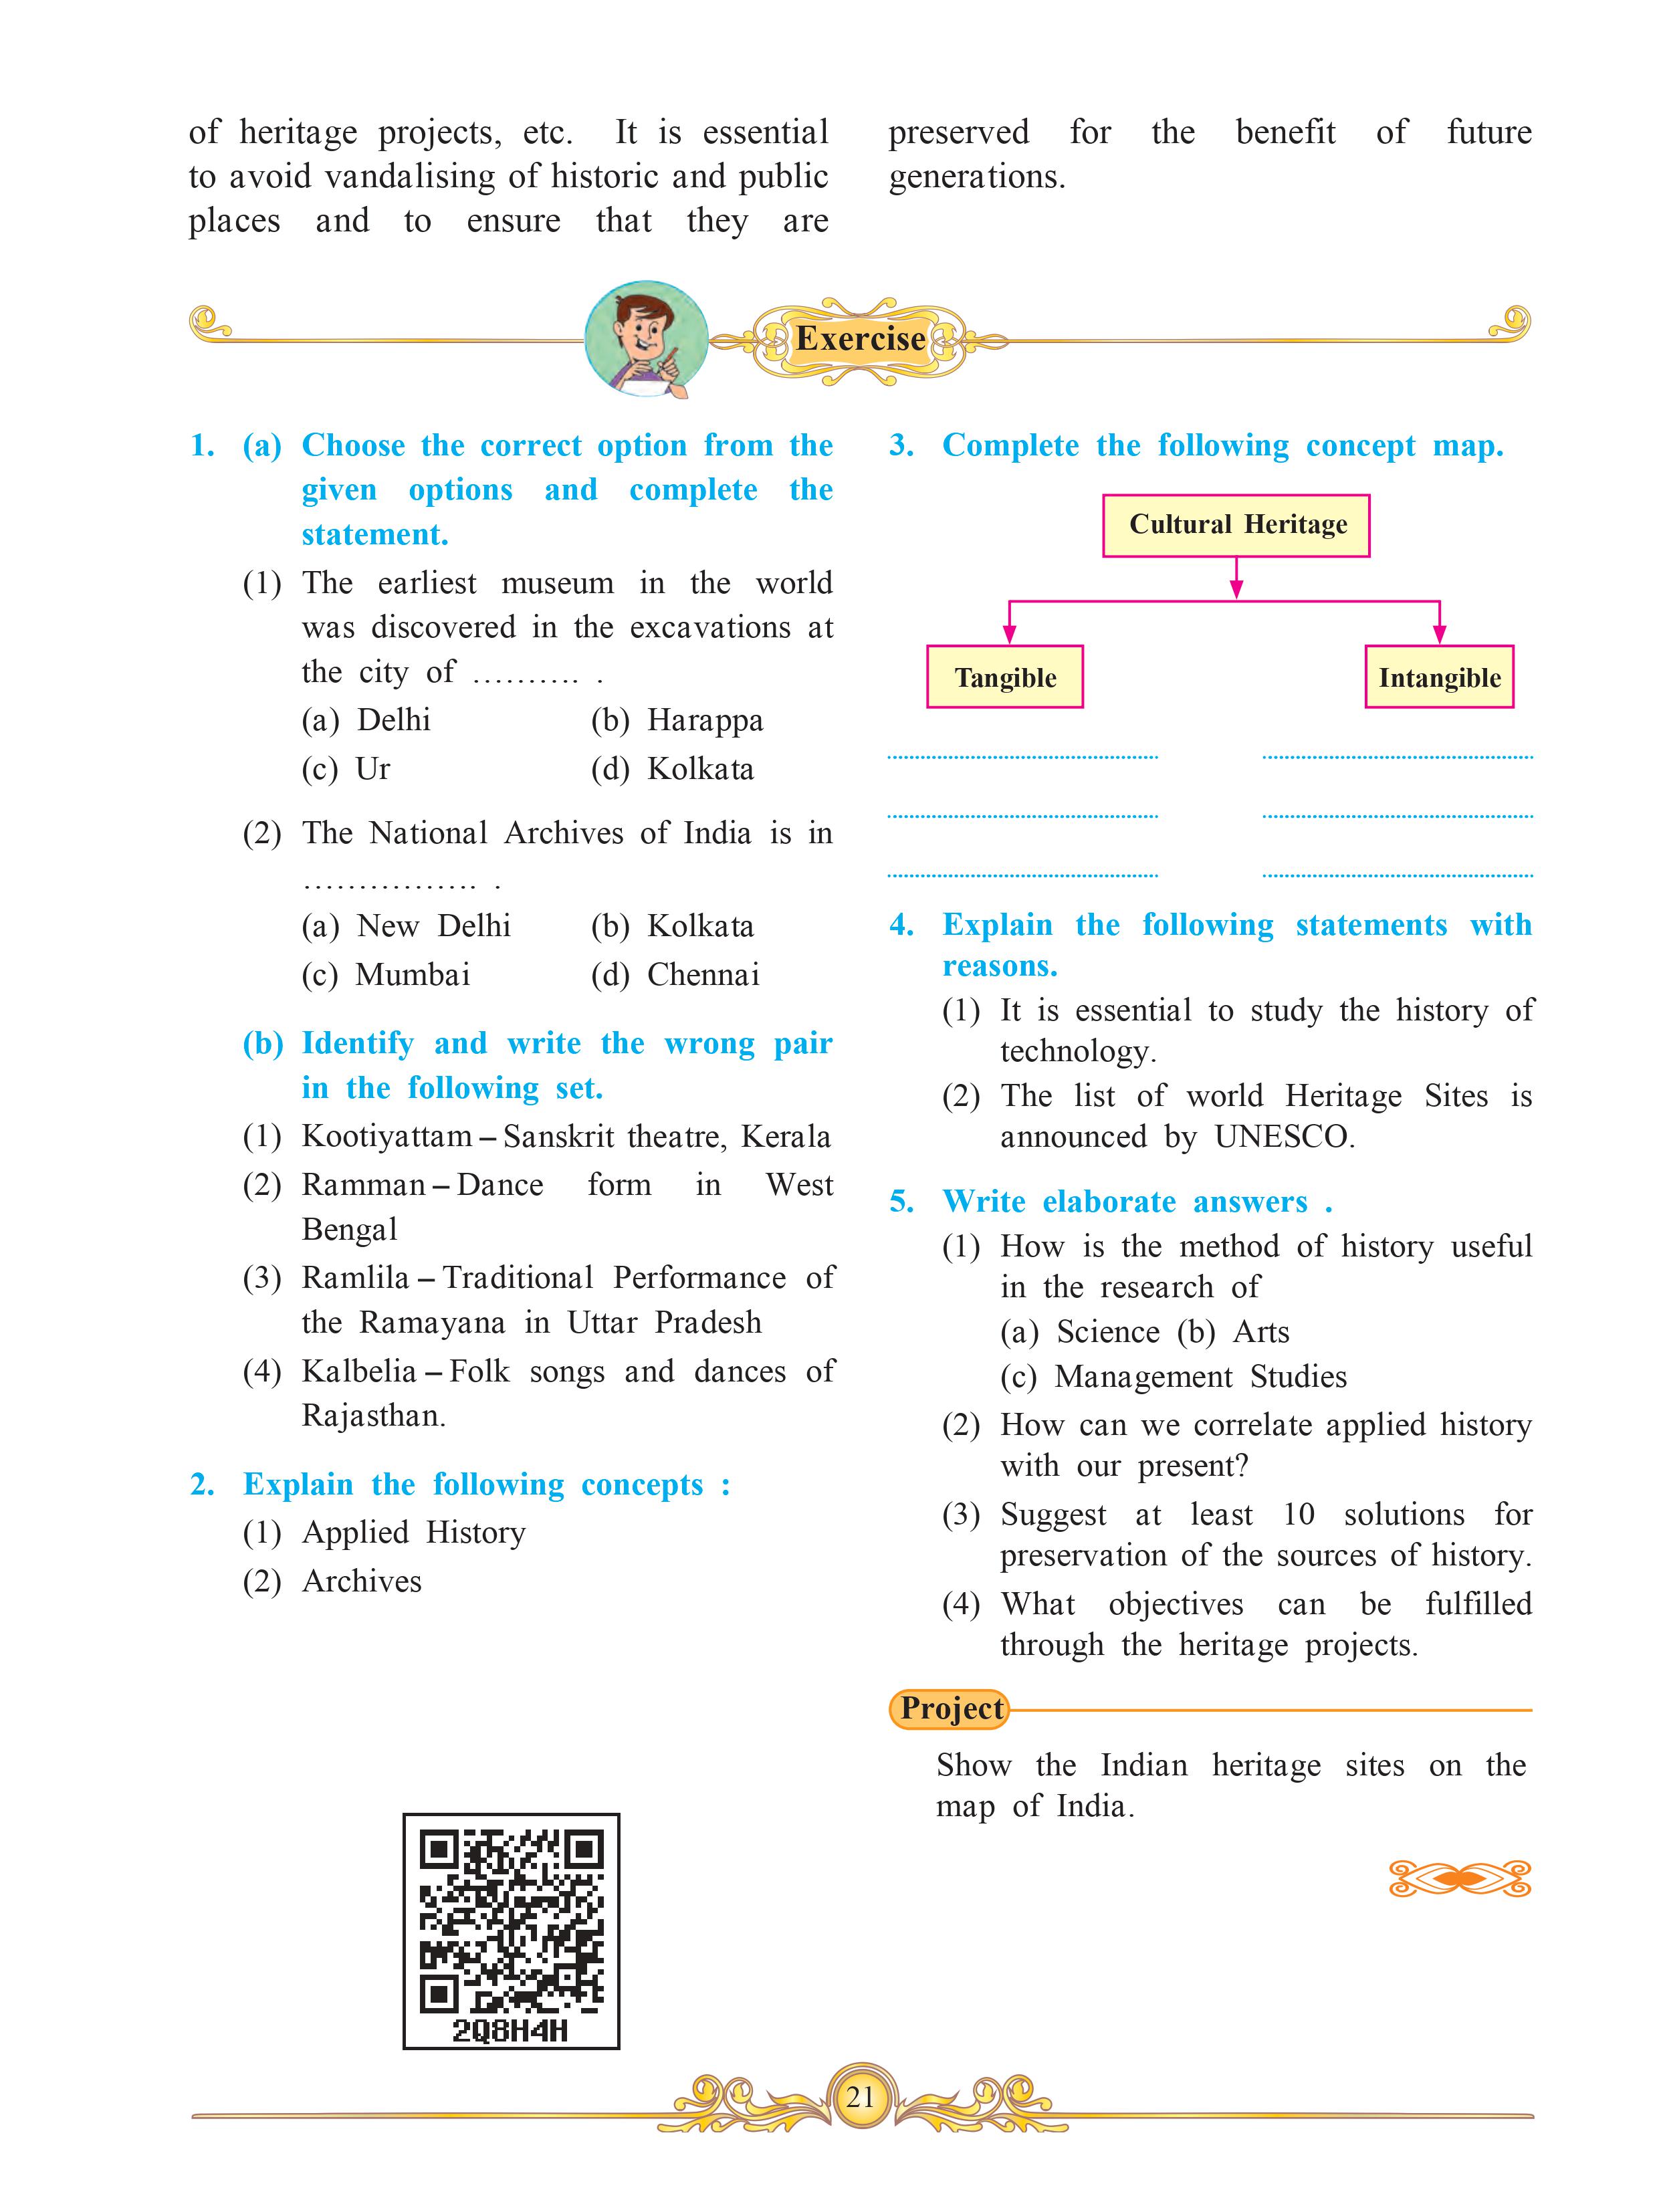 of heritage projects, etc. It is essential
to avoid vandalising of historic and public
places and to ensure that they are
preserved for the benefit of future
generations.
Exercise
1. (a) Choose the correct option from the
given options and complete the
statement.
(1) The earliest museum in the world
was discovered in the excavations at
the city of .......... .
(a) Delhi (b) Harappa
(c) Ur (d) Kolkata
(2) The National Archives of India is in
................ .
(a) New Delhi (b) Kolkata
(c) Mumbai (d) Chennai
(b) Identify and write the wrong pair
in the following set.
(1) Kootiyattam – Sanskrit theatre, Kerala
(2) Ramman – Dance form in West
Bengal
(3) Ramlila – Traditional Performance of
the Ramayana in Uttar Pradesh
(4) Kalbelia – Folk songs and dances of
Rajasthan.
2. Explain the following concepts :
(1) Applied History
(2) Archives
2Q8H4H
3. Complete the following concept map.
Cultural Heritage
Tangible Intangible
4. Explain the following statements with
reasons.
(1) It is essential to study the history of
technology.
(2) The list of world Heritage Sites is
announced by UNESCO.
5. Write elaborate answers .
(1) How is the method of history useful
in the research of
(a) Science (b) Arts
(c) Management Studies
(2) How can we correlate applied history
with our present?
(3) Suggest at least 10 solutions for
preservation of the sources of history.
(4) What objectives can be fulfilled
through the heritage projects.
Project
Show the Indian heritage sites on the
map of India.
21